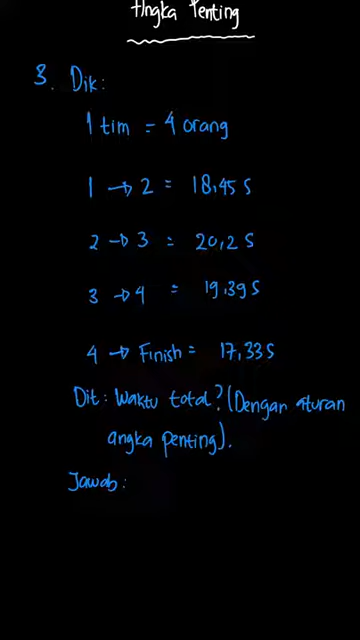 Angka Penting
3. Dik:
1 tim = 4 orang
1 → 2 = 18,45 s
2 → 3 = 20,2 s
3 → 4 = 19,39 s
4 → Finish = 17,33 s
Dit: Waktu total? (Dengan aturan
angka penting).
Jawab: